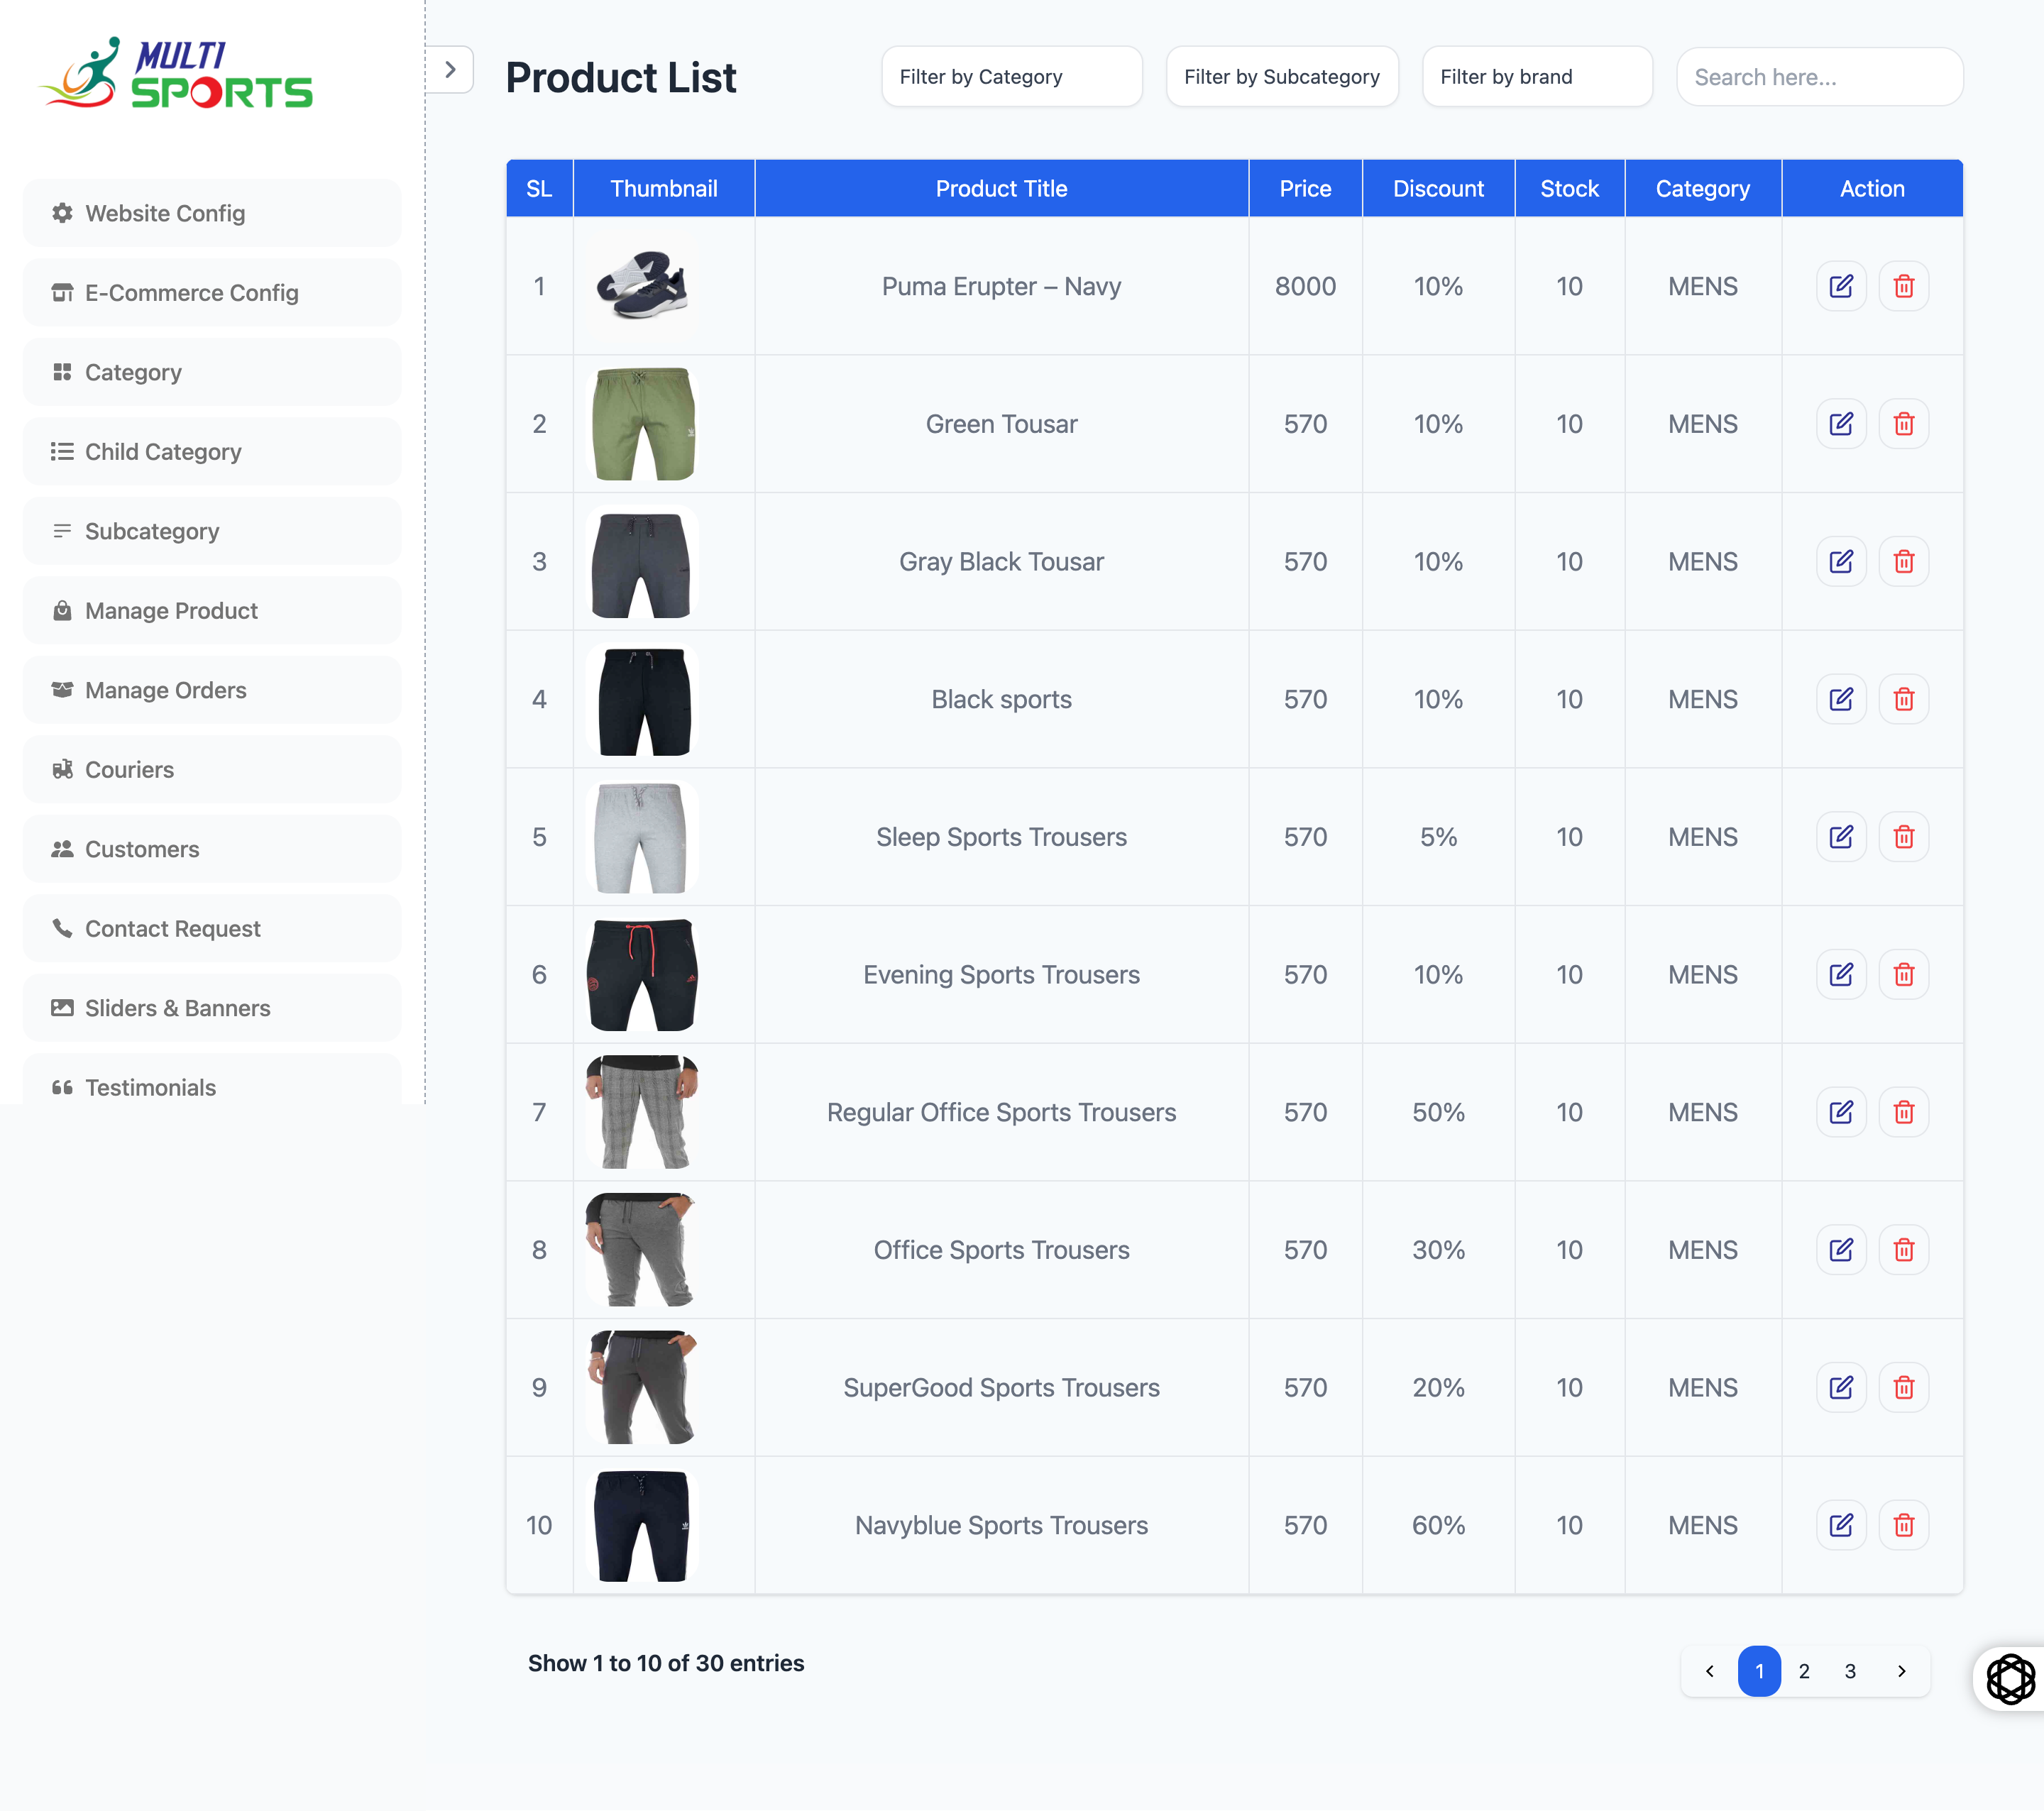 MULTI
SPORTS
Website Config
E-Commerce Config
Category
Child Category
Subcategory
Manage Product
Manage Orders
Couriers
Customers
Contact Request
Sliders & Banners
Testimonials
Product List
Filter by Category
Filter by Subcategory
Filter by brand
Search here...
SL Thumbnail Product Title Price Discount Stock Category Action
1 Puma Erupter – Navy 8000 10% 10 MENS
2 Green Tousar 570 10% 10 MENS
3 Gray Black Tousar 570 10% 10 MENS
4 Black sports 570 10% 10 MENS
5 Sleep Sports Trousers 570 5% 10 MENS
6 Evening Sports Trousers 570 10% 10 MENS
7 Regular Office Sports Trousers 570 50% 10 MENS
8 Office Sports Trousers 570 30% 10 MENS
9 SuperGood Sports Trousers 570 20% 10 MENS
10 Navyblue Sports Trousers 570 60% 10 MENS
Show 1 to 10 of 30 entries
1 2 3